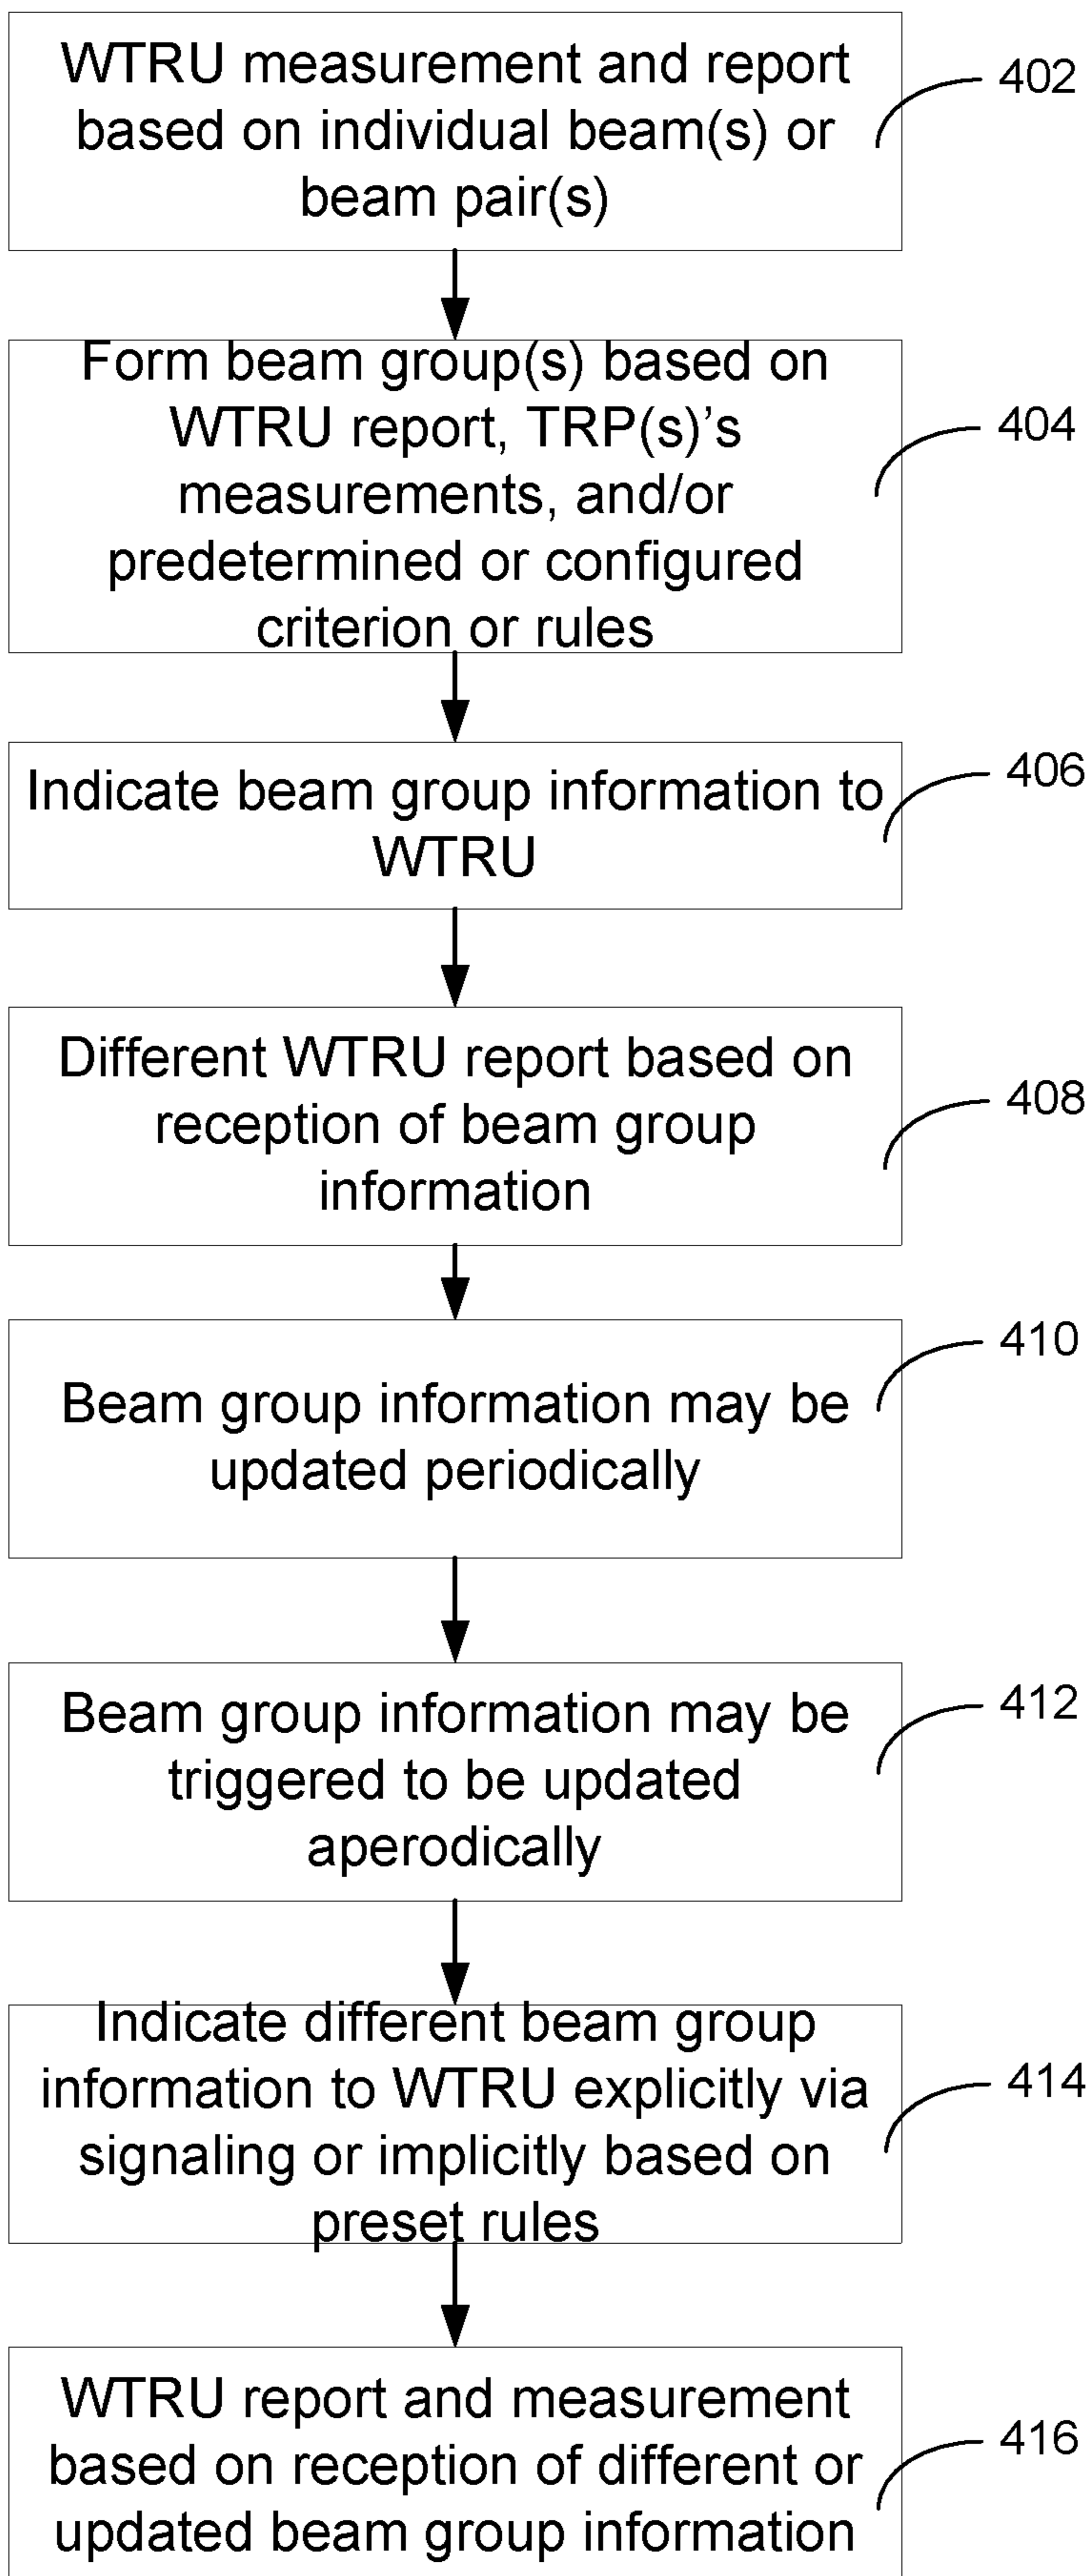 WTRU measurement and report
based on individual beam(s) or
beam pair(s)
402
Form beam group(s) based on
WTRU report, TRP(s)’s
measurements, and/or
predetermined or configured
criterion or rules
404
Indicate beam group information to
WTRU
406
Different WTRU report based on
reception of beam group
information
408
Beam group information may be
updated periodically
410
Beam group information may be
triggered to be updated
aperodically
412
Indicate different beam group
information to WTRU explicitly via
signaling or implicitly based on
preset rules
414
WTRU report and measurement
based on reception of different or
updated beam group information
416